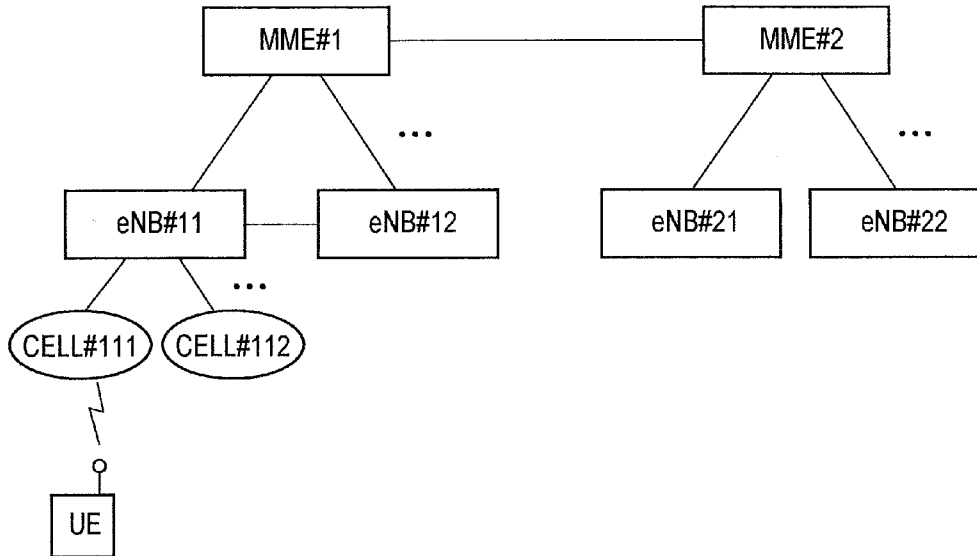 MME#1
MME#2
...
...
eNB#11
eNB#12
eNB#21
eNB#22
...
CELL#111
CELL#112
UE